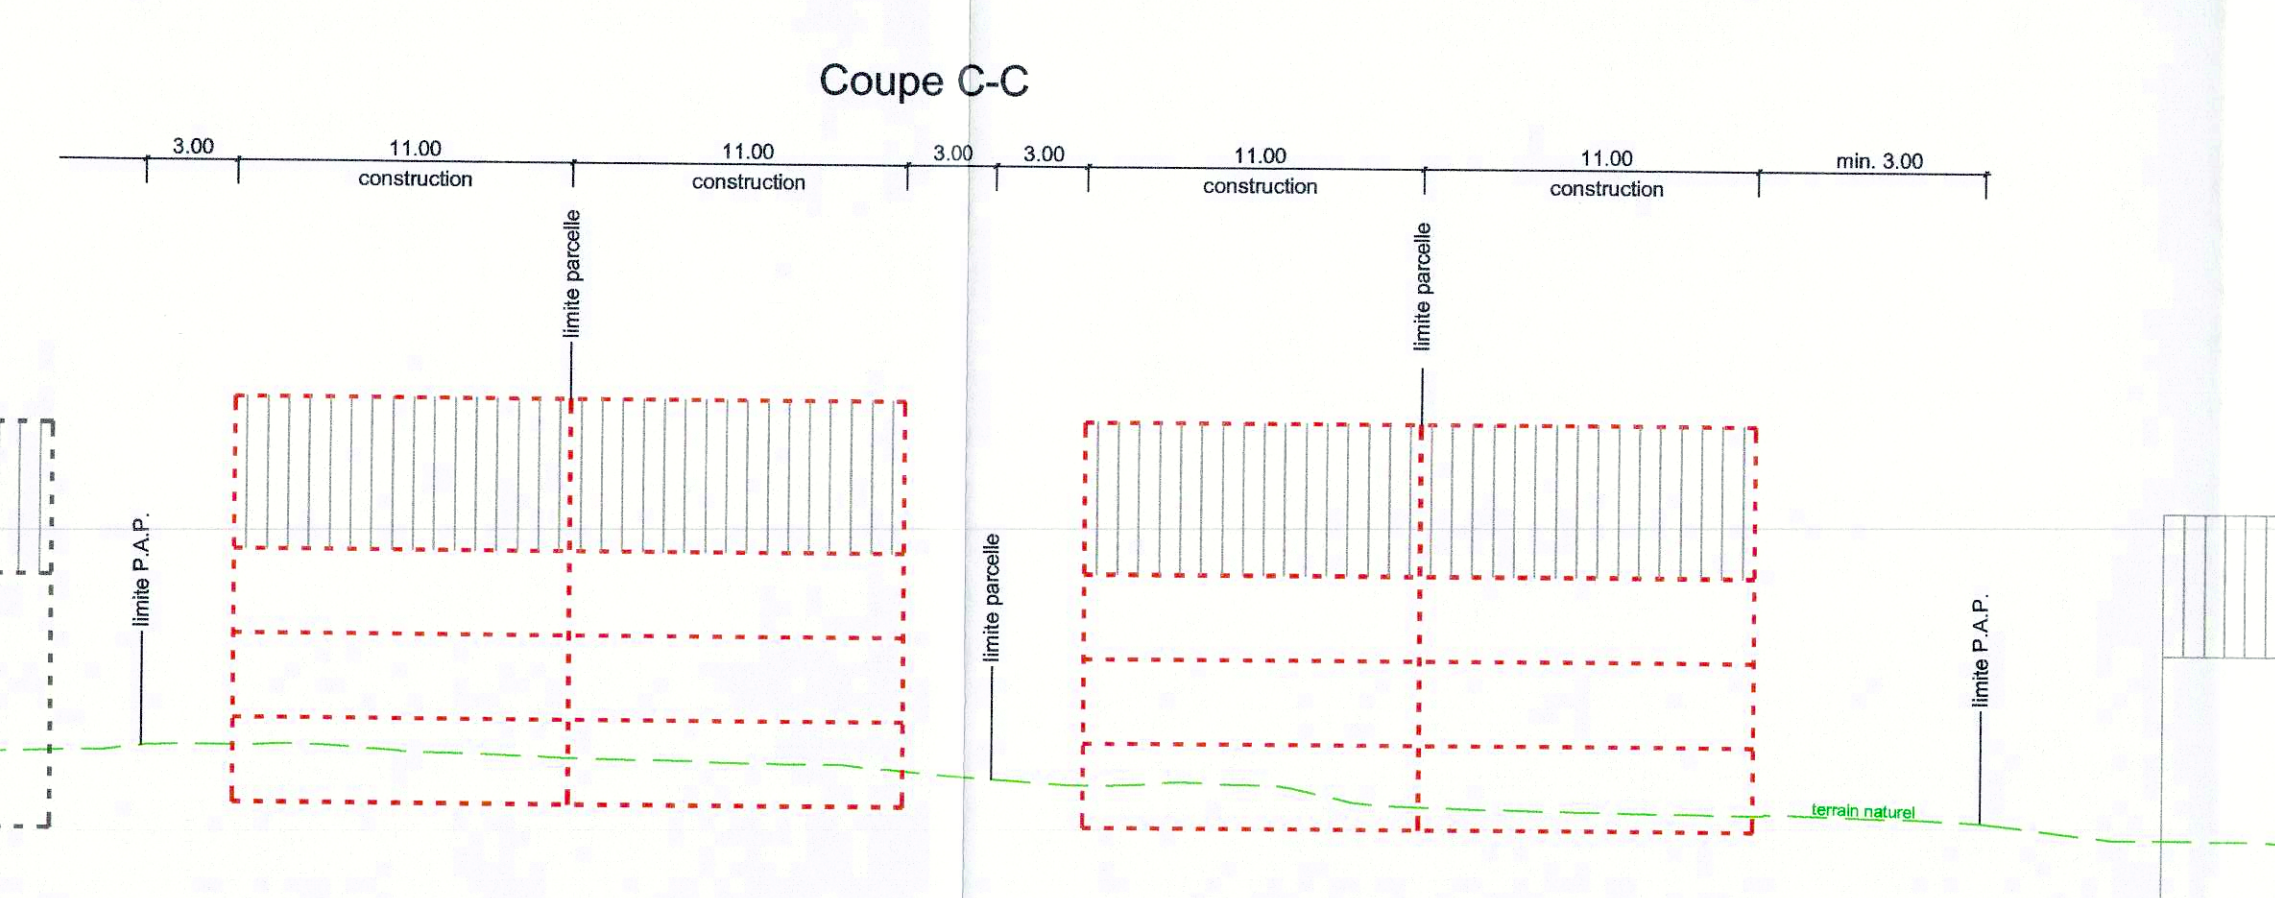 Coupe C-C
3.00
11.00
11.00
3.00
3.00
11.00
11.00
min. 3.00
construction
construction
construction
construction
limite parcelle
limite parcelle
limite P.A.P.
limite parcelle
limite P.A.P.
terrain naturel